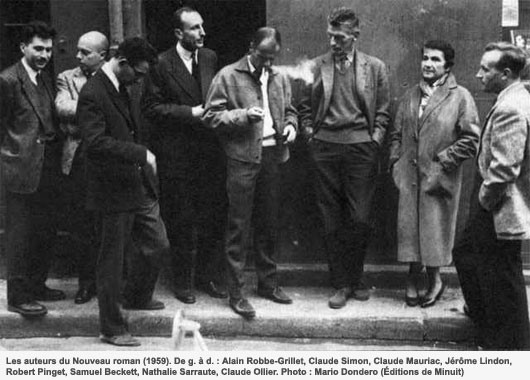 Les auteurs du Nouveau roman (1959). De g. à d. : Alain Robbe-Grillet, Claude Simon, Claude Mauriac, Jérôme Lindon,
Robert Pinget, Samuel Beckett, Nathalie Sarraute, Claude Ollier. Photo : Mario Dondero (Éditions de Minuit)